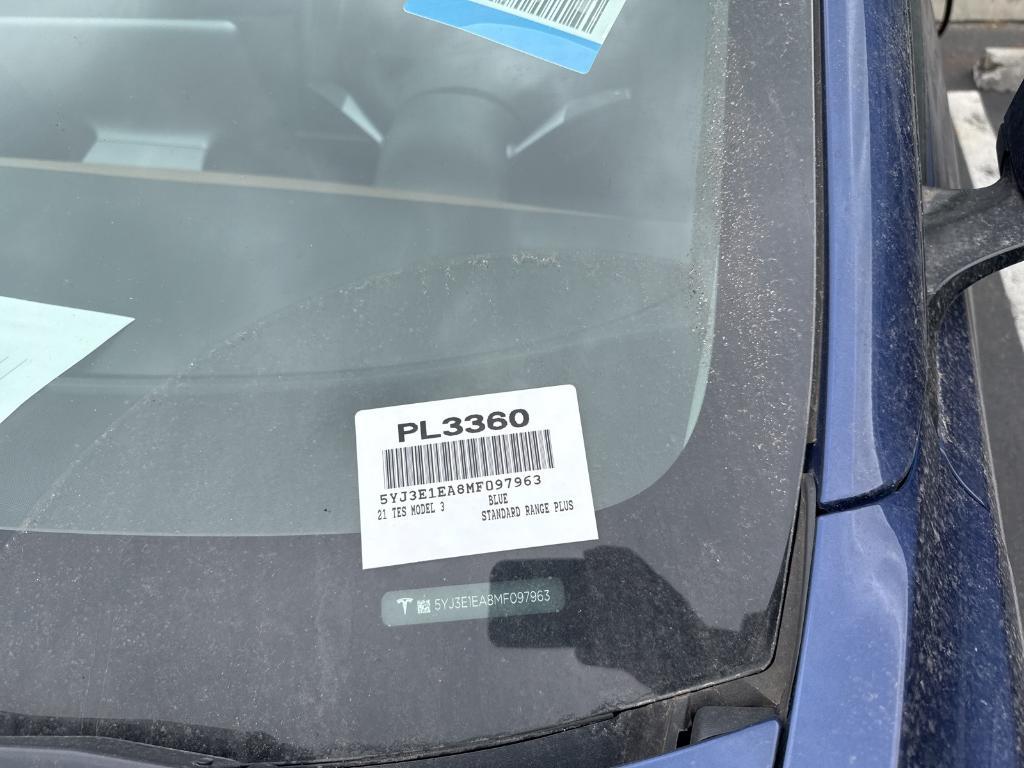 PL3360
5YJ3E1EA8MF097963
21 TES MODEL 3 BLUE
STANDARD RANGE PLUS
5YJ3E1EA8MF097963